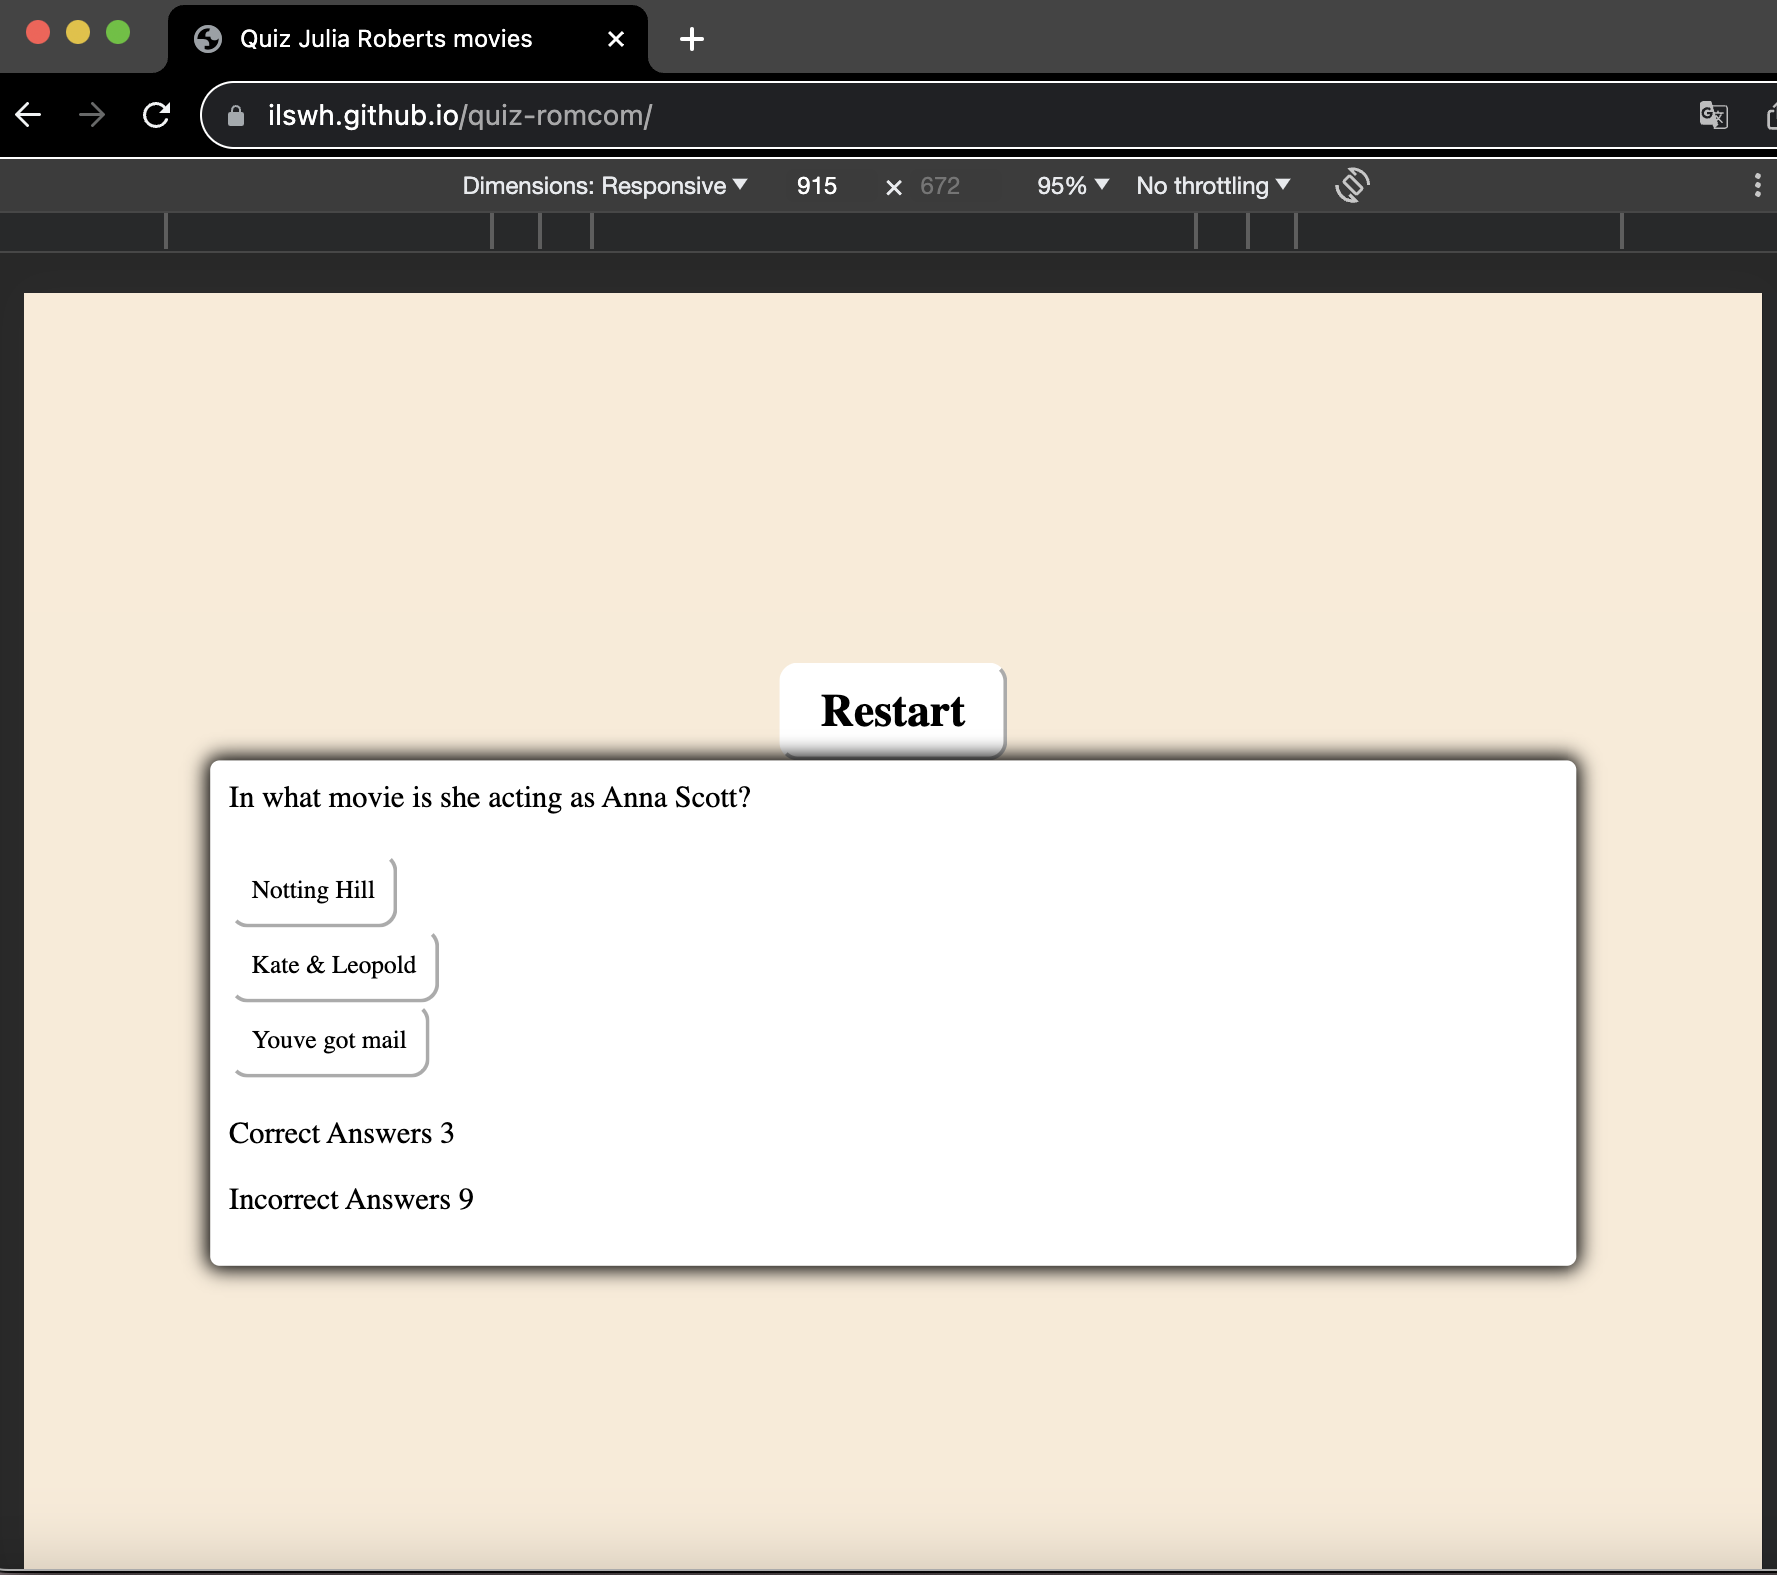 Quiz Julia Roberts movies
ilswh.github.io/quiz-romcom/
Dimensions: Responsive 915 × 672 95% No throttling
Restart
In what movie is she acting as Anna Scott?
Notting Hill
Kate & Leopold
Youve got mail
Correct Answers 3
Incorrect Answers 9